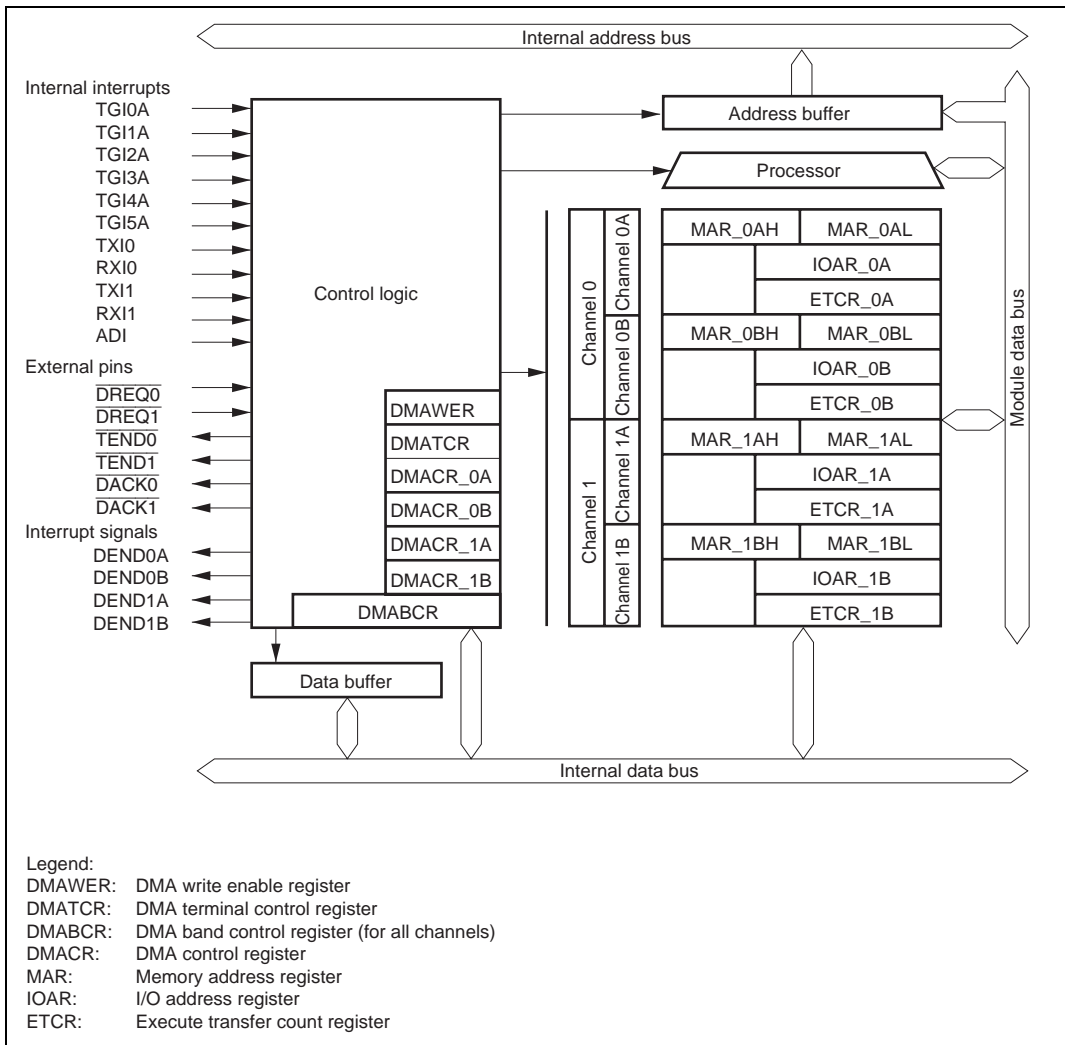 Internal address bus
Internal interrupts
TGI0A
TGI1A
TGI2A
TGI3A
TGI4A
TGI5A
TXI0
RXI0
TXI1
RXI1
ADI
External pins
DREQ0
DREQ1
TEND0
TEND1
DACK0
DACK1
Interrupt signals
DEND0A
DEND0B
DEND1A
DEND1B
Control logic
DMAWER
DMATCR
DMACR_0A
DMACR_0B
DMACR_1A
DMACR_1B
DMABCR
Data buffer
Address buffer
Processor
Channel 0
Channel 0A
Channel 0B
Channel 1
Channel 1A
Channel 1B
MAR_0AH MAR_0AL
IOAR_0A
ETCR_0A
MAR_0BH MAR_0BL
IOAR_0B
ETCR_0B
MAR_1AH MAR_1AL
IOAR_1A
ETCR_1A
MAR_1BH MAR_1BL
IOAR_1B
ETCR_1B
Module data bus
Internal data bus
Legend:
DMAWER: DMA write enable register
DMATCR: DMA terminal control register
DMABCR: DMA band control register (for all channels)
DMACR: DMA control register
MAR: Memory address register
IOAR: I/O address register
ETCR: Execute transfer count register